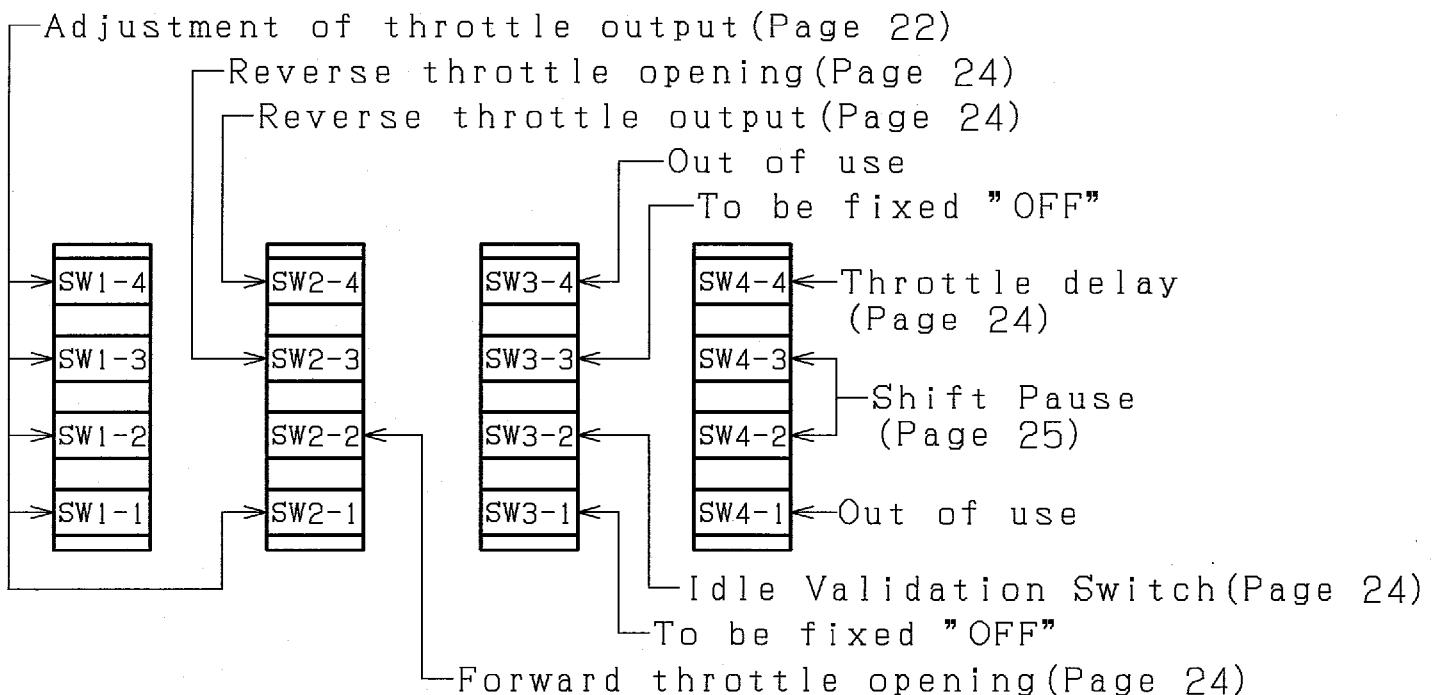 Adjustment of throttle output(Page 22)
Reverse throttle opening(Page 24)
Reverse throttle output(Page 24)
Out of use
To be fixed "OFF"
SW1-4 SW2-4 SW3-4 SW4-4 Throttle delay
(Page 24)
SW1-3 SW2-3 SW3-3 SW4-3
Shift Pause
(Page 25)
SW1-2 SW2-2 SW3-2 SW4-2
SW1-1 SW2-1 SW3-1 SW4-1 Out of use
Idle Validation Switch(Page 24)
To be fixed "OFF"
Forward throttle opening(Page 24)